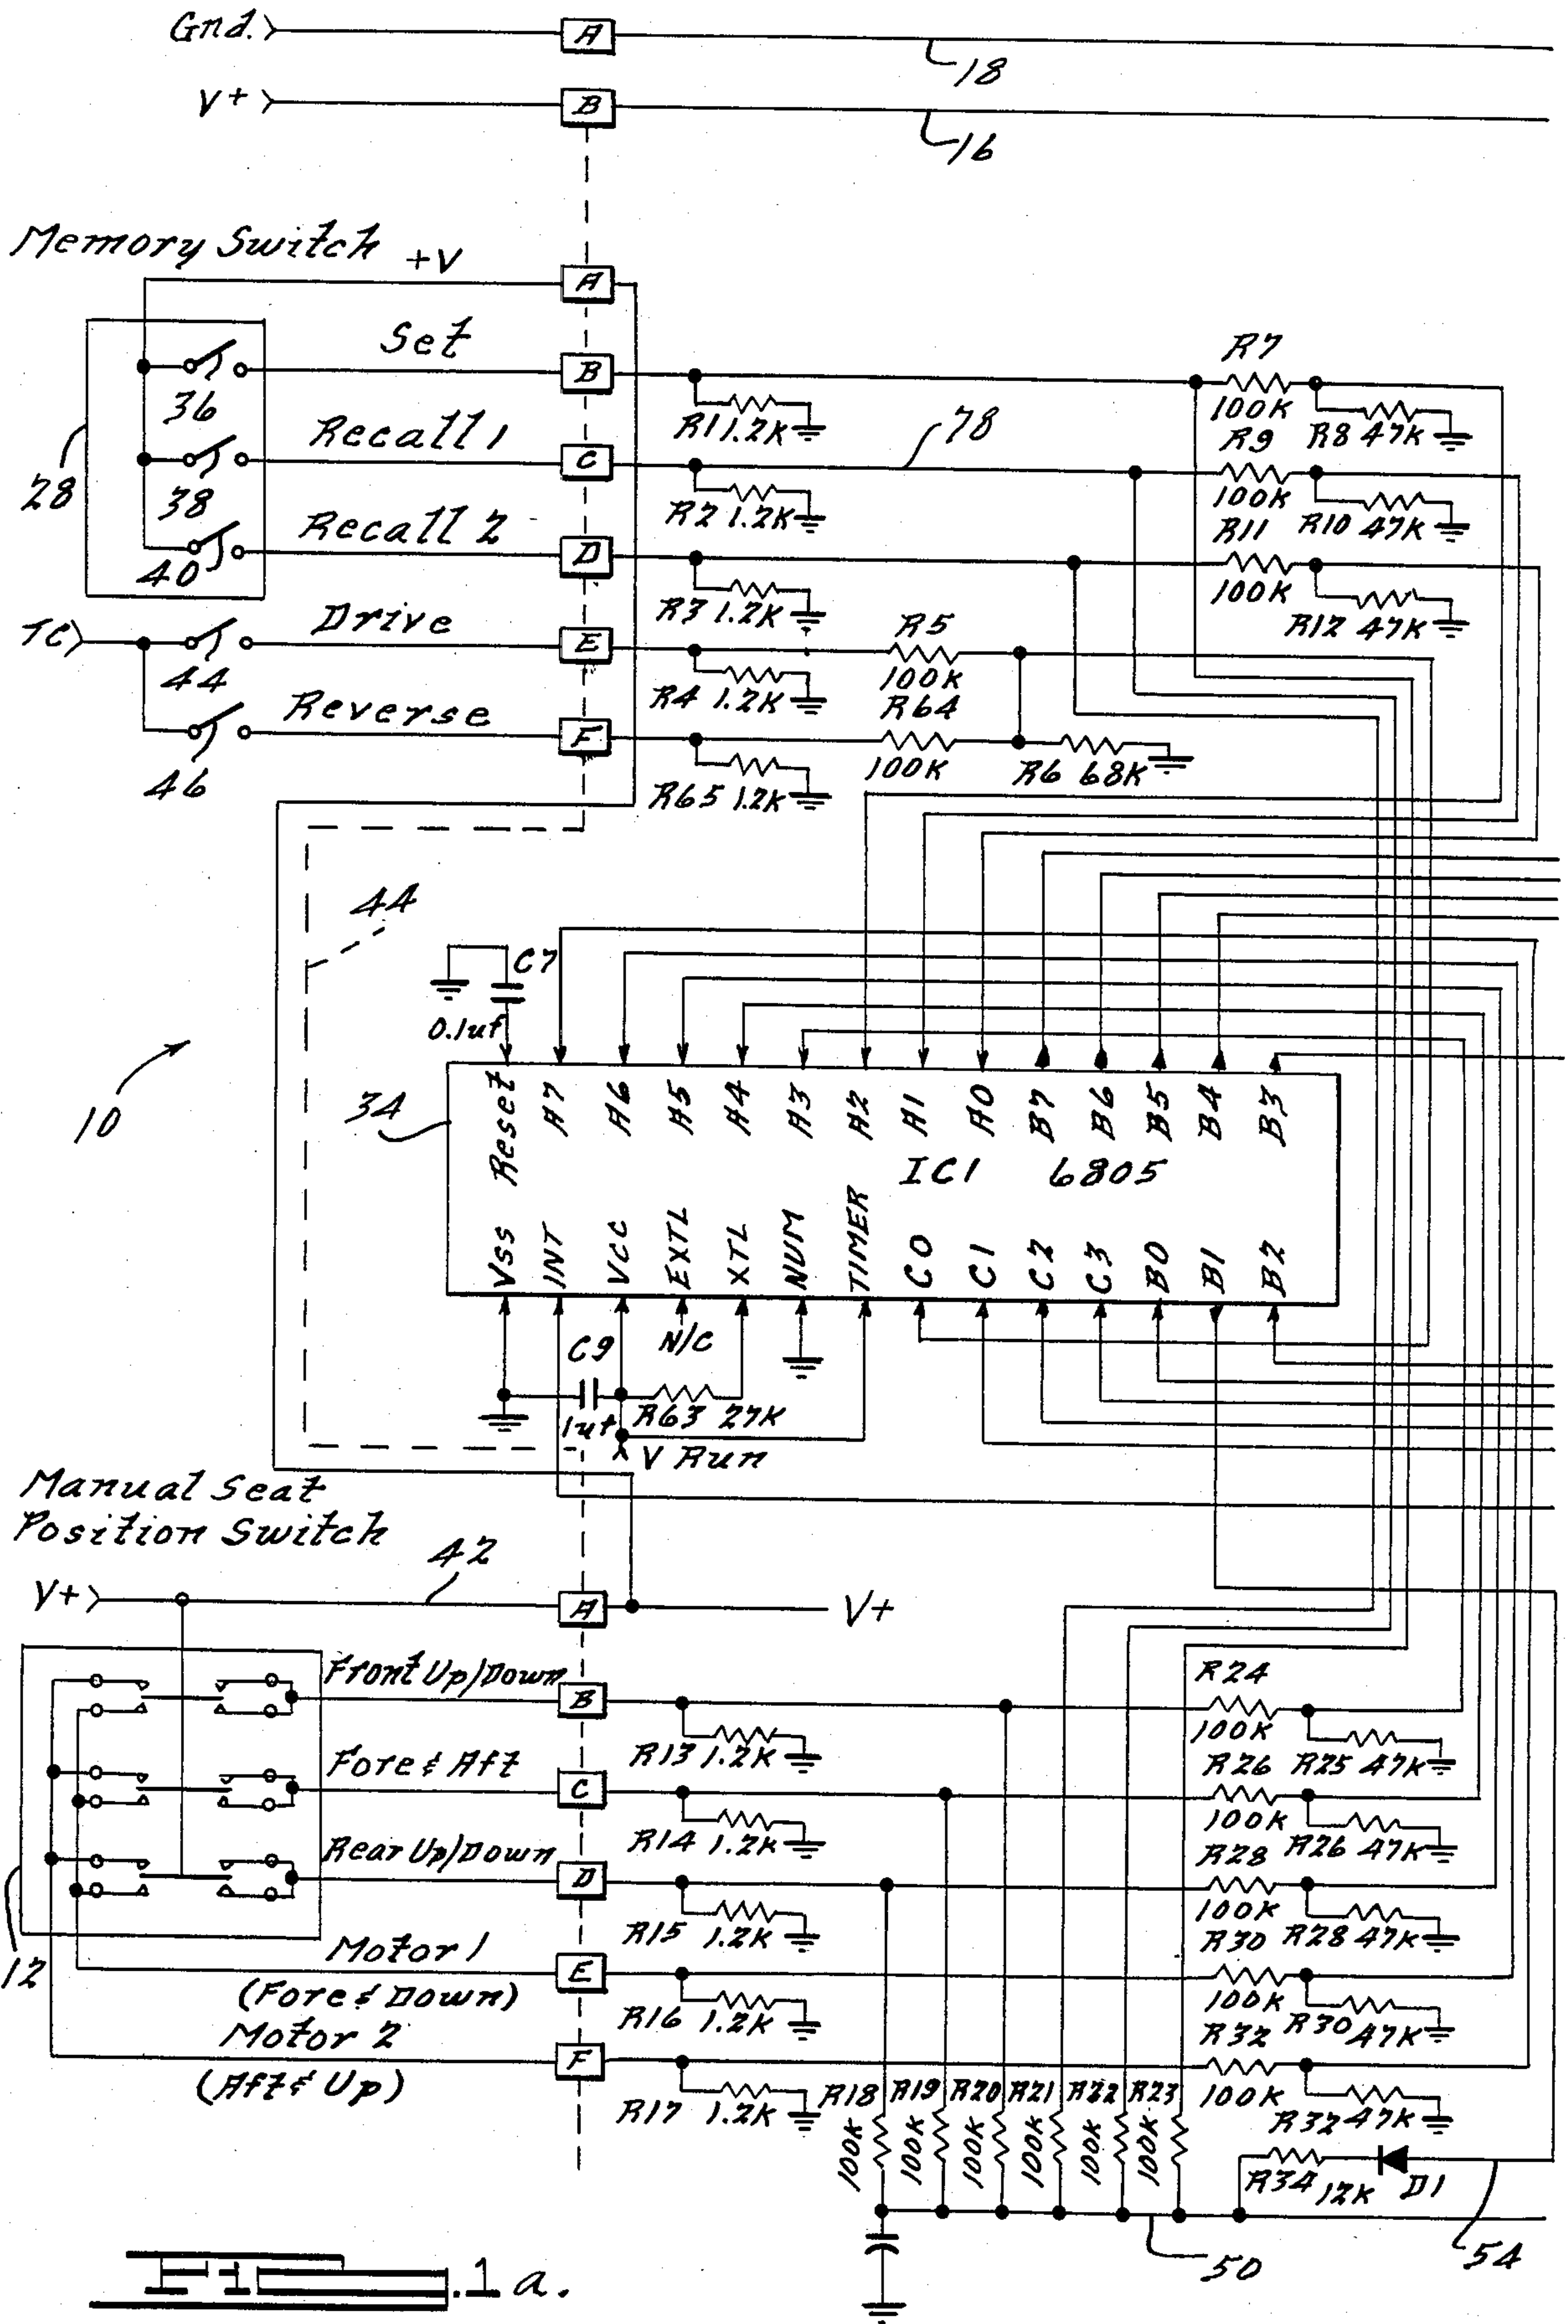 Gnd. A
18
V+ B
16
Memory Switch +V A
Set B R7
36 R1 1.2K 100K R8 47K
Recall 1 C 78 R9
28 38 R2 1.2K 100K R10 47K
Recall 2 D R11
40 R3 1.2K 100K R12 47K
TC Drive E R5
44 R4 1.2K 100K
Reverse F R64
46 R65 1.2K 100K R6 68K
44
C7
0.1uf
10
34
Reset A7 A6 A5 A4 A3 A2 A1 A0 B7 B6 B5 B4 B3
IC1 6805
Vss INT Vcc EXTL XTL NUM TIMER C0 C1 C2 C3 B0 B1 B2
C9 N/C
1uf R63 27K
V Run
Manual Seat
Position Switch
42
V+ A V+
Front Up/Down B R24
R13 1.2K 100K R25 47K
Fore & Aft C R26
R14 1.2K 100K R26 47K
Rear Up/Down D R28
R15 1.2K 100K R28 47K
12
Motor 1 E R30
(Fore & Down) R16 1.2K 100K R30 47K
Motor 2 F R32
(Aft & Up) R17 1.2K 100K R32 47K
R18 R19 R20 R21 R22 R23
100K 100K 100K 100K 100K 100K
R34 12K D1
50 54
Fig. 1a.